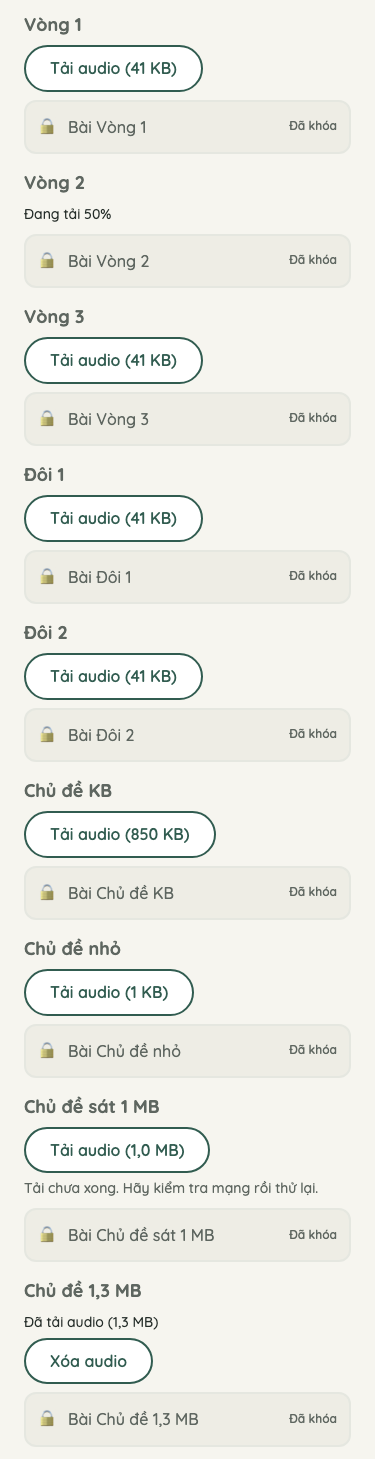 Vòng 1
Tải audio (41 KB)
Bài Vòng 1 Đã khóa
Vòng 2
Đang tải 50%
Bài Vòng 2 Đã khóa
Vòng 3
Tải audio (41 KB)
Bài Vòng 3 Đã khóa
Đôi 1
Tải audio (41 KB)
Bài Đôi 1 Đã khóa
Đôi 2
Tải audio (41 KB)
Bài Đôi 2 Đã khóa
Chủ đề KB
Tải audio (850 KB)
Bài Chủ đề KB Đã khóa
Chủ đề nhỏ
Tải audio (1 KB)
Bài Chủ đề nhỏ Đã khóa
Chủ đề sát 1 MB
Tải audio (1,0 MB)
Tải chưa xong. Hãy kiểm tra mạng rồi thử lại.
Bài Chủ đề sát 1 MB Đã khóa
Chủ đề 1,3 MB
Đã tải audio (1,3 MB)
Xóa audio
Bài Chủ đề 1,3 MB Đã khóa